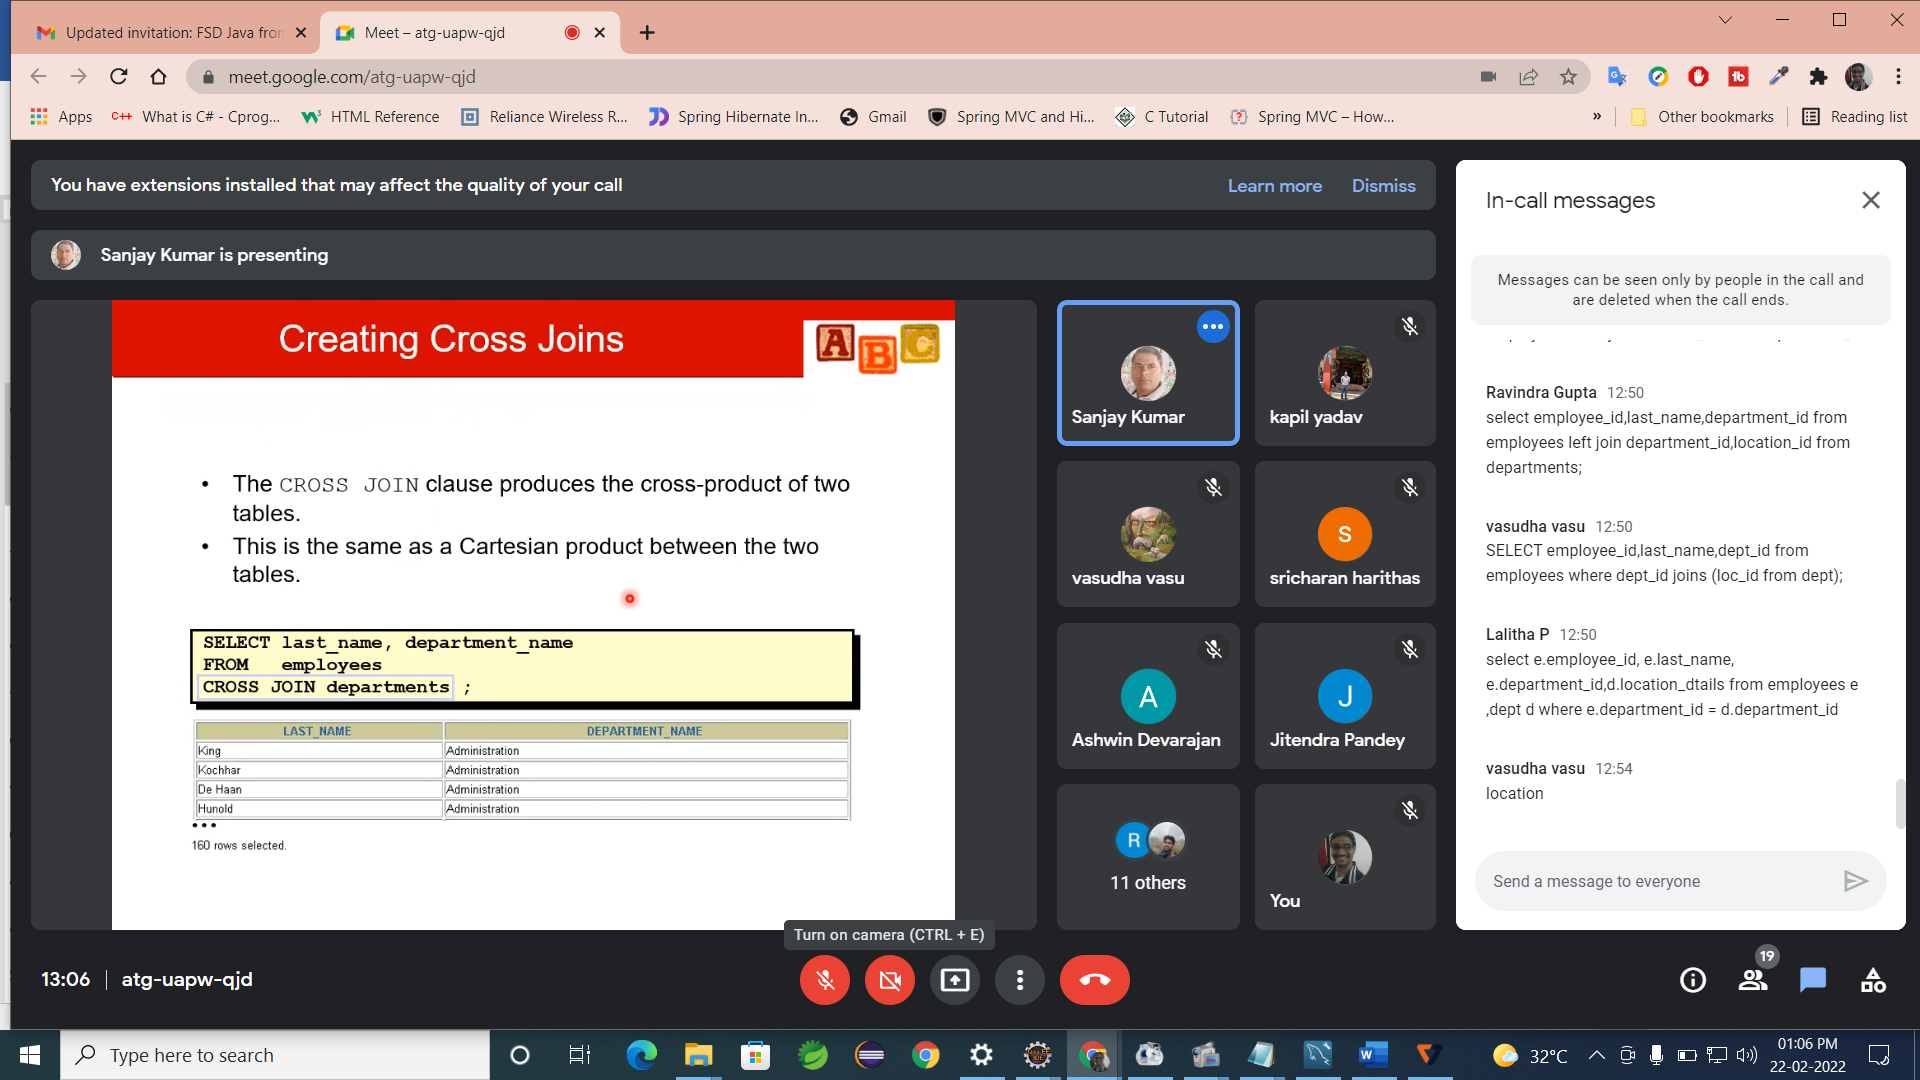 Updated invitation: FSD Java fron
Meet – atg-uapw-qjd
meet.google.com/atg-uapw-qjd
Apps
C++ What is C# - Cprog...
HTML Reference
Reliance Wireless R...
Spring Hibernate In...
Gmail
Spring MVC and Hi...
C Tutorial
Spring MVC – How...
»
Other bookmarks
Reading list
You have extensions installed that may affect the quality of your call
Learn more
Dismiss
Sanjay Kumar is presenting
Creating Cross Joins
A B C
• The CROSS JOIN clause produces the cross-product of two
tables.
• This is the same as a Cartesian product between the two
tables.
SELECT last_name, department_name
FROM employees
CROSS JOIN departments ;
LAST_NAME DEPARTMENT_NAME
King Administration
Kochhar Administration
De Haan Administration
Hunold Administration
•••
160 rows selected.
Sanjay Kumar
kapil yadav
vasudha vasu
S
sricharan harithas
A
Ashwin Devarajan
J
Jitendra Pandey
R
11 others
You
In-call messages
Messages can be seen only by people in the call and
are deleted when the call ends.
Ravindra Gupta 12:50
select employee_id,last_name,department_id from
employees left join department_id,location_id from
departments;
vasudha vasu 12:50
SELECT employee_id,last_name,dept_id from
employees where dept_id joins (loc_id from dept);
Lalitha P 12:50
select e.employee_id, e.last_name,
e.department_id,d.location_dtails from employees e
,dept d where e.department_id = d.department_id
vasudha vasu 12:54
location
Send a message to everyone
Turn on camera (CTRL + E)
13:06 | atg-uapw-qjd
19
Type here to search
32°C
01:06 PM
22-02-2022